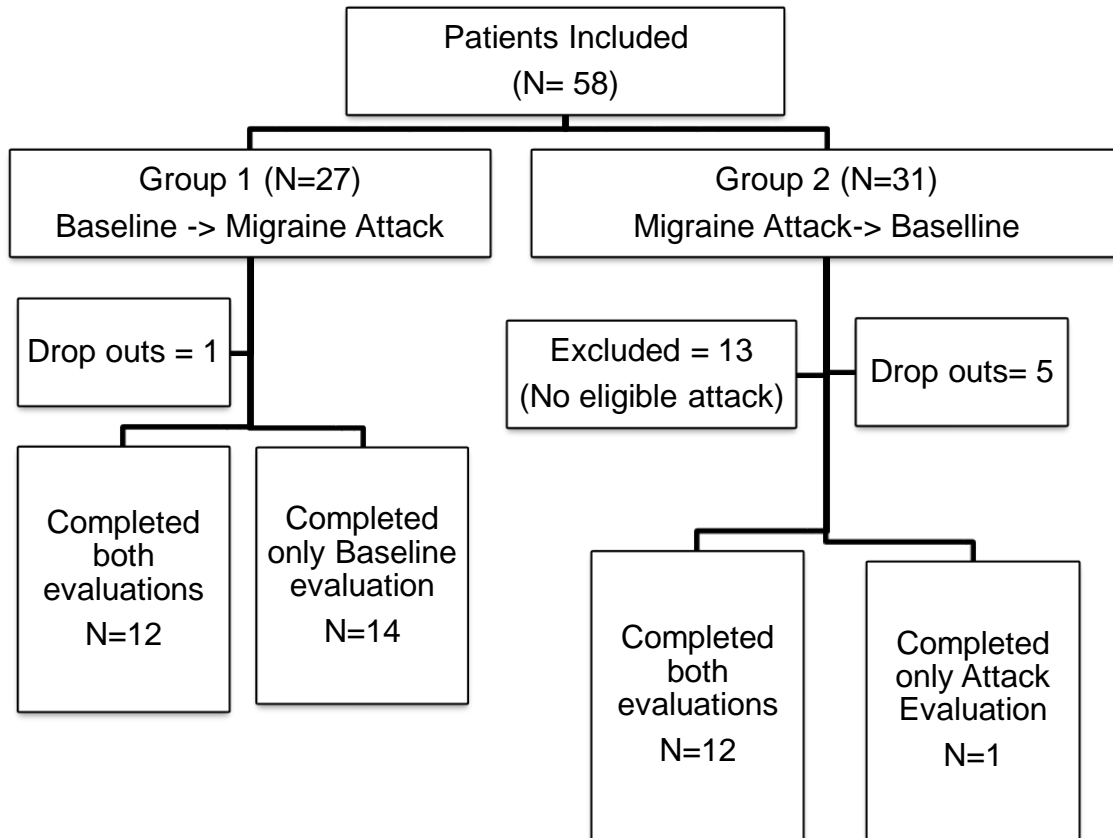 Patients Included
(N= 58)
Group 1 (N=27)
Baseline -> Migraine Attack
Group 2 (N=31)
Migraine Attack-> Baselline
Drop outs = 1
Excluded = 13
(No eligible attack)
Drop outs= 5
Completed
both
evaluations
N=12
Completed
only Baseline
evaluation
N=14
Completed
both
evaluations
N=12
Completed
only Attack
Evaluation
N=1